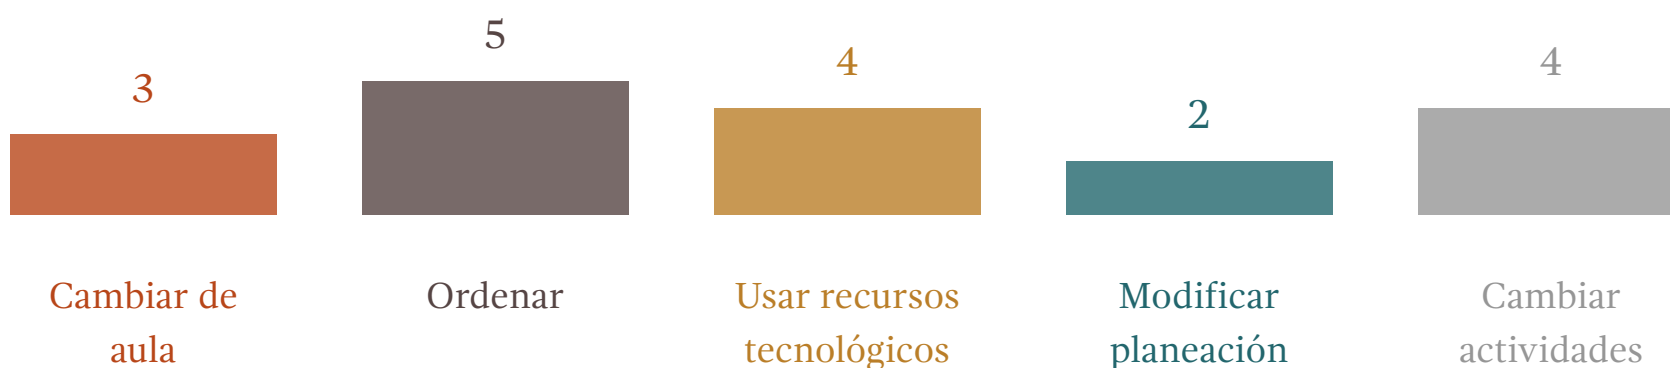 3
5
4
2
4
Cambiar de
aula
Ordenar
Usar recursos
tecnológicos
Modificar
planeación
Cambiar
actividades